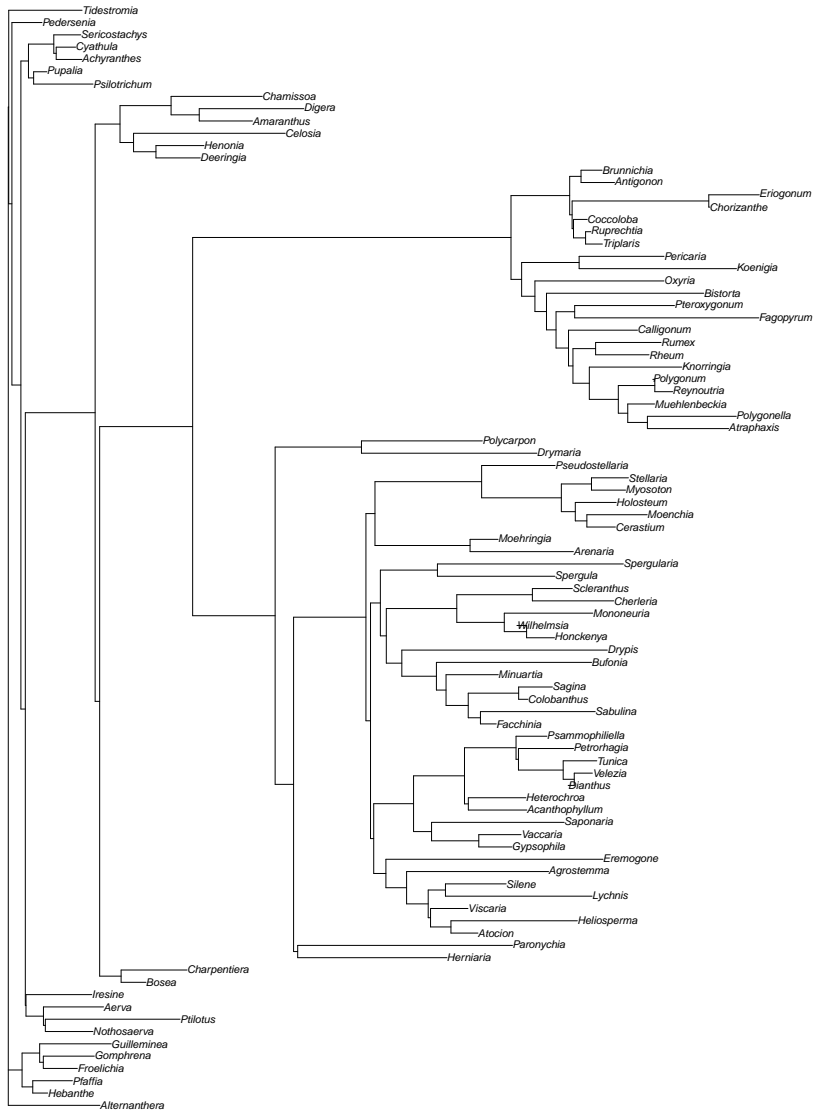 Tidestromia
Pedersenia
Sericostachys
Cyathula
Achyranthes
Pupalia
Psilotrichum
Chamissoa
Digera
Amaranthus
Celosia
Henonia
Deeringia
Brunnichia
Antigonon
Eriogonum
Chorizanthe
Coccoloba
Ruprechtia
Triplaris
Pericaria
Koenigia
Oxyria
Bistorta
Pteroxygonum
Fagopyrum
Calligonum
Rumex
Rheum
Knorringia
Polygonum
Reynoutria
Muehlenbeckia
Polygonella
Atraphaxis
Polycarpon
Drymaria
Pseudostellaria
Stellaria
Myosoton
Holosteum
Moenchia
Cerastium
Moehringia
Arenaria
Spergularia
Spergula
Scleranthus
Cherleria
Mononeuria
Wilhelmsia
Honckenya
Drypis
Bufonia
Minuartia
Sagina
Colobanthus
Sabulina
Facchinia
Psammophiliella
Petrorhagia
Tunica
Velezia
Dianthus
Heterochroa
Acanthophyllum
Saponaria
Vaccaria
Gypsophila
Eremogone
Agrostemma
Silene
Lychnis
Viscaria
Heliosperma
Atocion
Paronychia
Herniaria
Charpentiera
Bosea
Iresine
Aerva
Ptilotus
Nothosaerva
Guilleminea
Gomphrena
Froelichia
Pfaffia
Hebanthe
Alternanthera